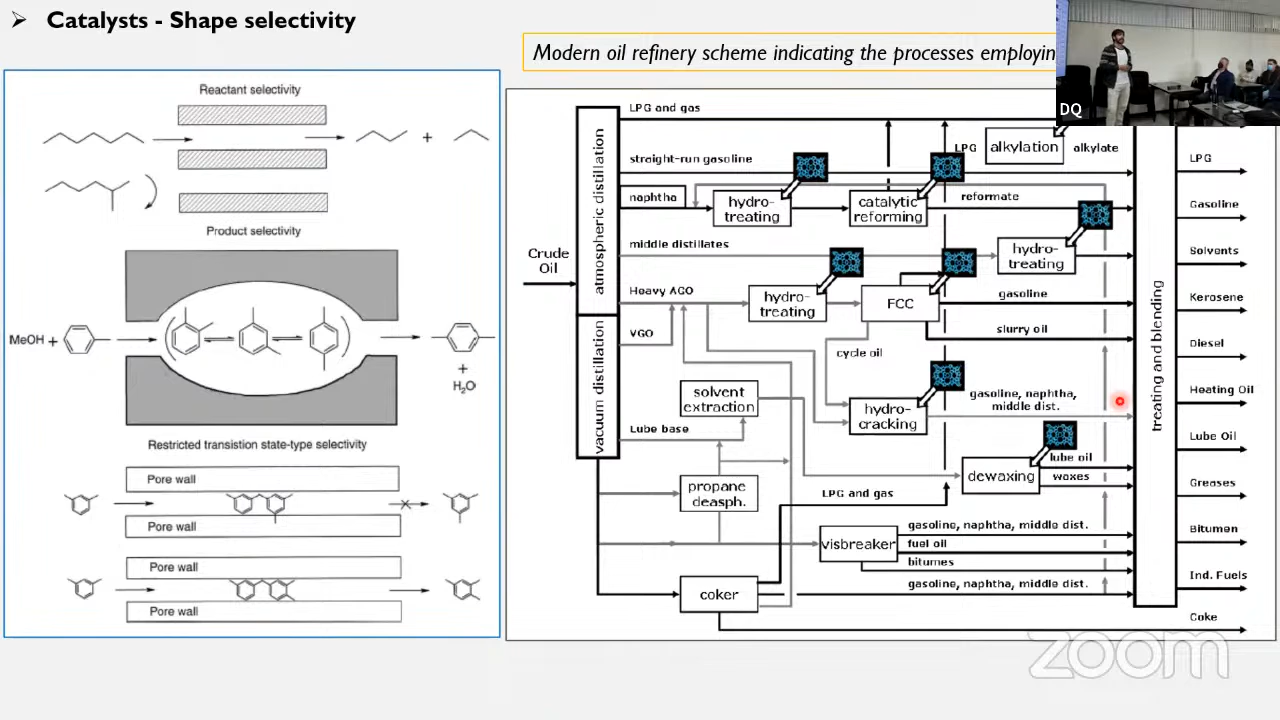 ➢ Catalysts - Shape selectivity
Modern oil refinery scheme indicating the processes employin
DQ
Reactant selectivity
+
Product selectivity
MeOH +
+
H₂O
Restricted transistion state-type selectivity
Pore wall
Pore wall
Pore wall
Pore wall
Crude
Oil
atmospheric distillation
vacuum distillation
LPG and gas
straight-run gasoline
naphtha
hydro-
treating
catalytic
reforming
reformate
LPG
alkylation
alkylate
middle distillates
hydro-
treating
Heavy AGO
hydro-
treating
FCC
gasoline
slurry oil
VGO
cycle oil
solvent
extraction
hydro-
cracking
gasoline, naphtha,
middle dist.
Lube base
dewaxing
lube oil
waxes
propane
deasph.
LPG and gas
visbreaker
gasoline, naphtha, middle dist.
fuel oil
bitumes
coker
gasoline, naphtha, middle dist.
treating and blending
LPG
Gasoline
Solvents
Kerosene
Diesel
Heating Oil
Lube Oil
Greases
Bitumen
Ind. Fuels
Coke
zoom